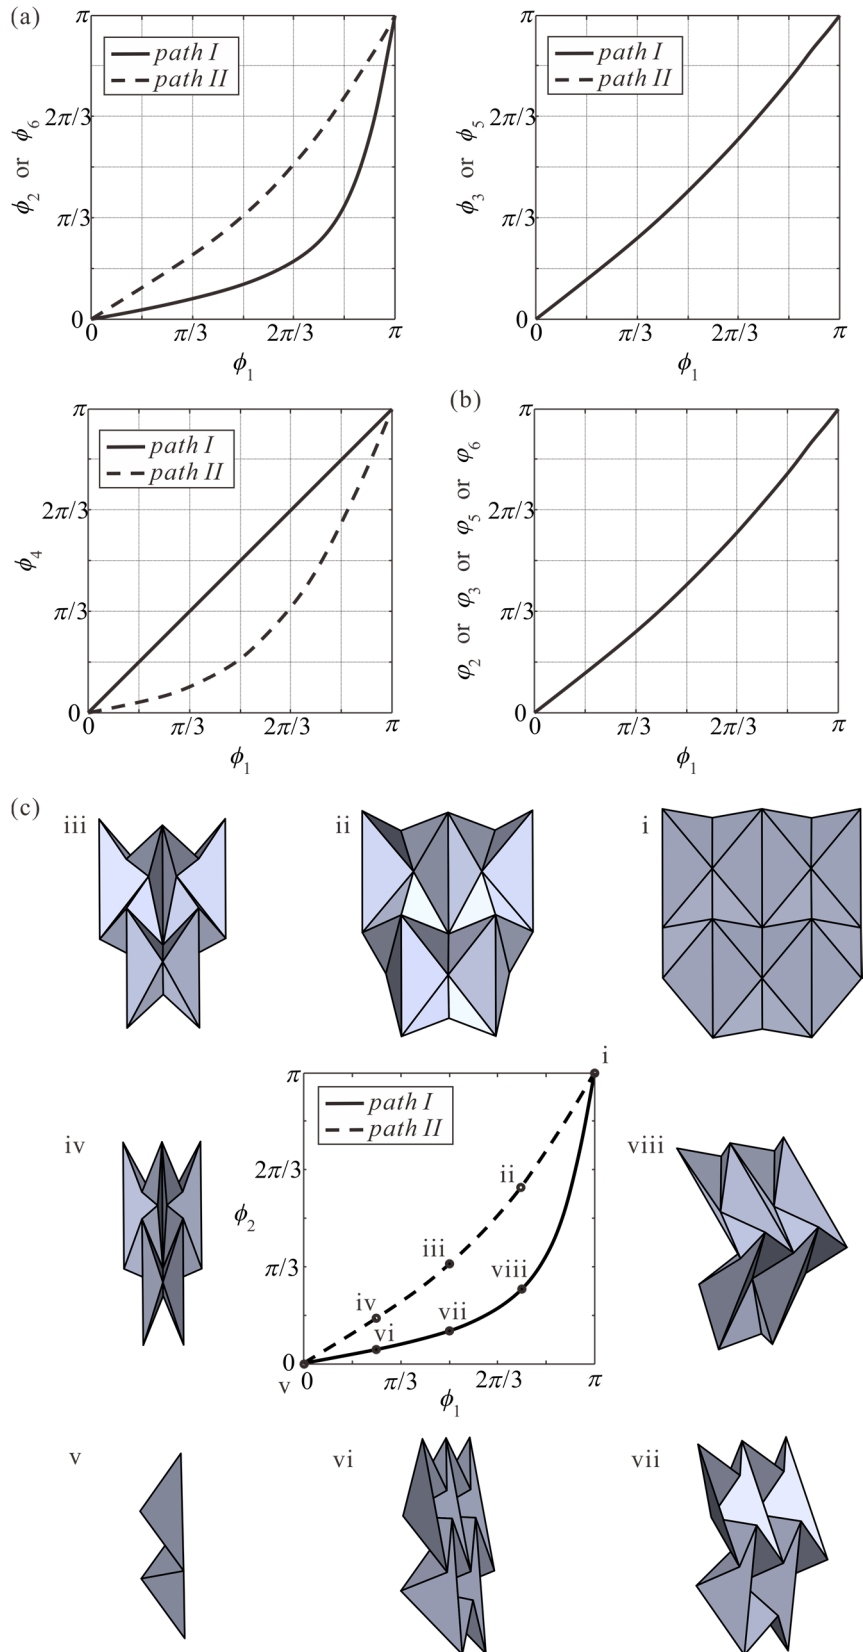 (a)
π
path I
path II
2π/3
π/3
0
ϕ2 or ϕ6
0 π/3 2π/3 π
ϕ1
π
path I
path II
2π/3
π/3
0
ϕ3 or ϕ5
0 π/3 2π/3 π
ϕ1
π
path I
path II
2π/3
π/3
0
ϕ4
0 π/3 2π/3 π
ϕ1
(b)
π
2π/3
π/3
0
φ2 or φ3 or φ5 or φ6
0 π/3 2π/3 π
ϕ1
(c)
iii
ii
i
iv
i
π
path I
path II
2π/3
π/3
0
ϕ2
ii
iii
viii
iv
vii
vi
v
0 π/3 2π/3 π
ϕ1
viii
v
vi
vii